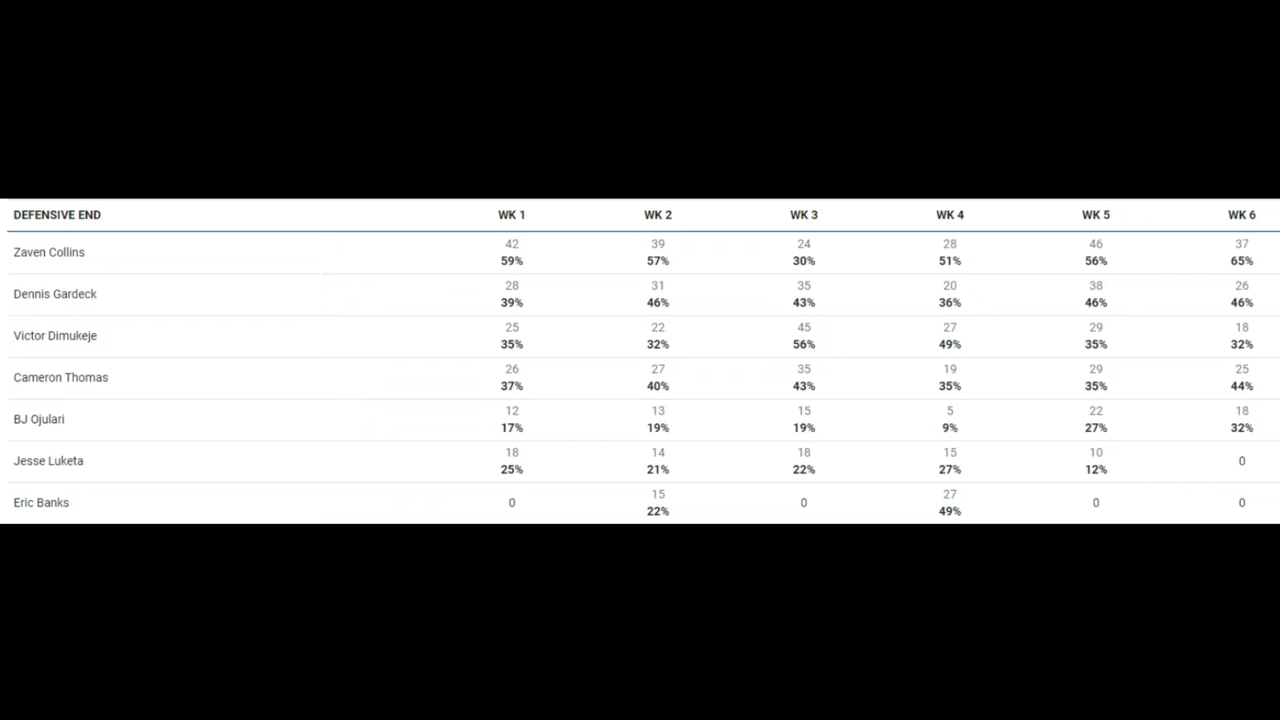 DEFENSIVE END WK 1 WK 2 WK 3 WK 4 WK 5 WK 6
Zaven Collins
42 39 24 28 46 37
59% 57% 30% 51% 56% 65%
Dennis Gardeck
28 31 35 20 38 26
39% 46% 43% 36% 46% 46%
Victor Dimukeje
25 22 45 27 29 18
35% 32% 56% 49% 35% 32%
Cameron Thomas
26 27 35 19 29 25
37% 40% 43% 35% 35% 44%
BJ Ojulari
12 13 15 5 22 18
17% 19% 19% 9% 27% 32%
Jesse Luketa
18 14 18 15 10 0
25% 21% 22% 27% 12%
Eric Banks
0 15 0 27 0 0
22% 49%